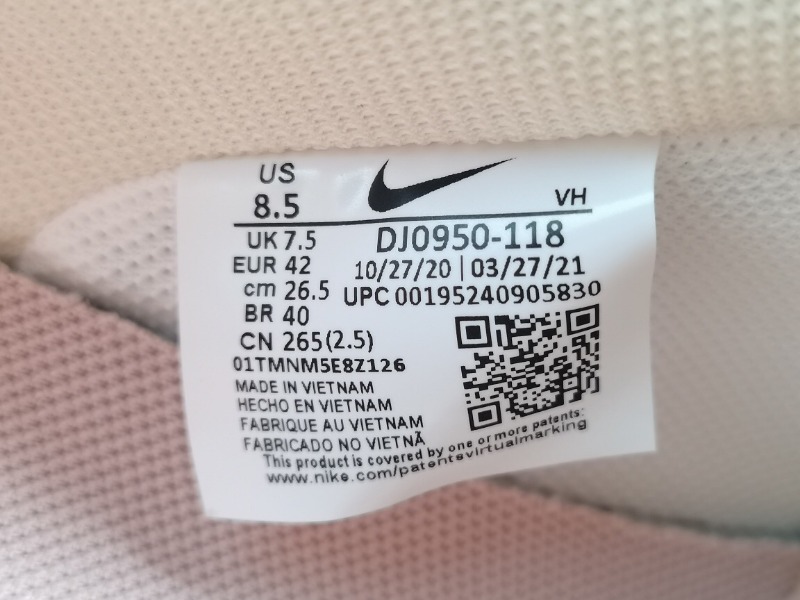 US
8.5
VH
UK 7.5
DJ0950-118
EUR 42
10/27/20 | 03/27/21
cm 26.5
UPC 00195240905830
BR 40
CN 265(2.5)
01TMNM5E8Z126
MADE IN VIETNAM
HECHO EN VIETNAM
FABRIQUE AU VIETNAM
FABRICADO NO VIETNÃ
This product is covered by one or more patents:
www.nike.com/patentsvirtualmarking